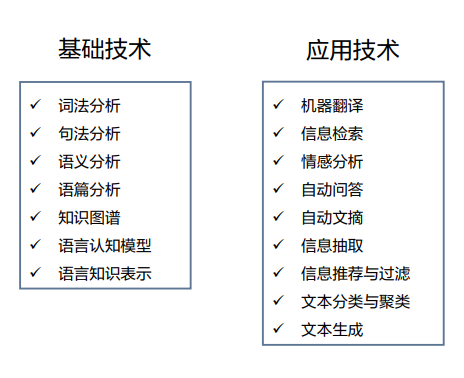 基础技术
词法分析
句法分析
语义分析
语篇分析
知识图谱
语言认知模型
语言知识表示
应用技术
机器翻译
信息检索
情感分析
自动问答
自动文摘
信息抽取
信息推荐与过滤
文本分类与聚类
文本生成